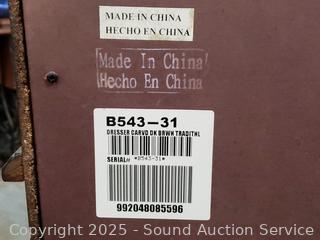 MADE IN CHINA
HECHO EN CHINA
Made In China
Hecho En China
B543-31
DRESSER CARVD DK BRWN TRADITNL
SERIAL# *B543-31*
992048085596
Copyright © 2025 - Sound Auction Service